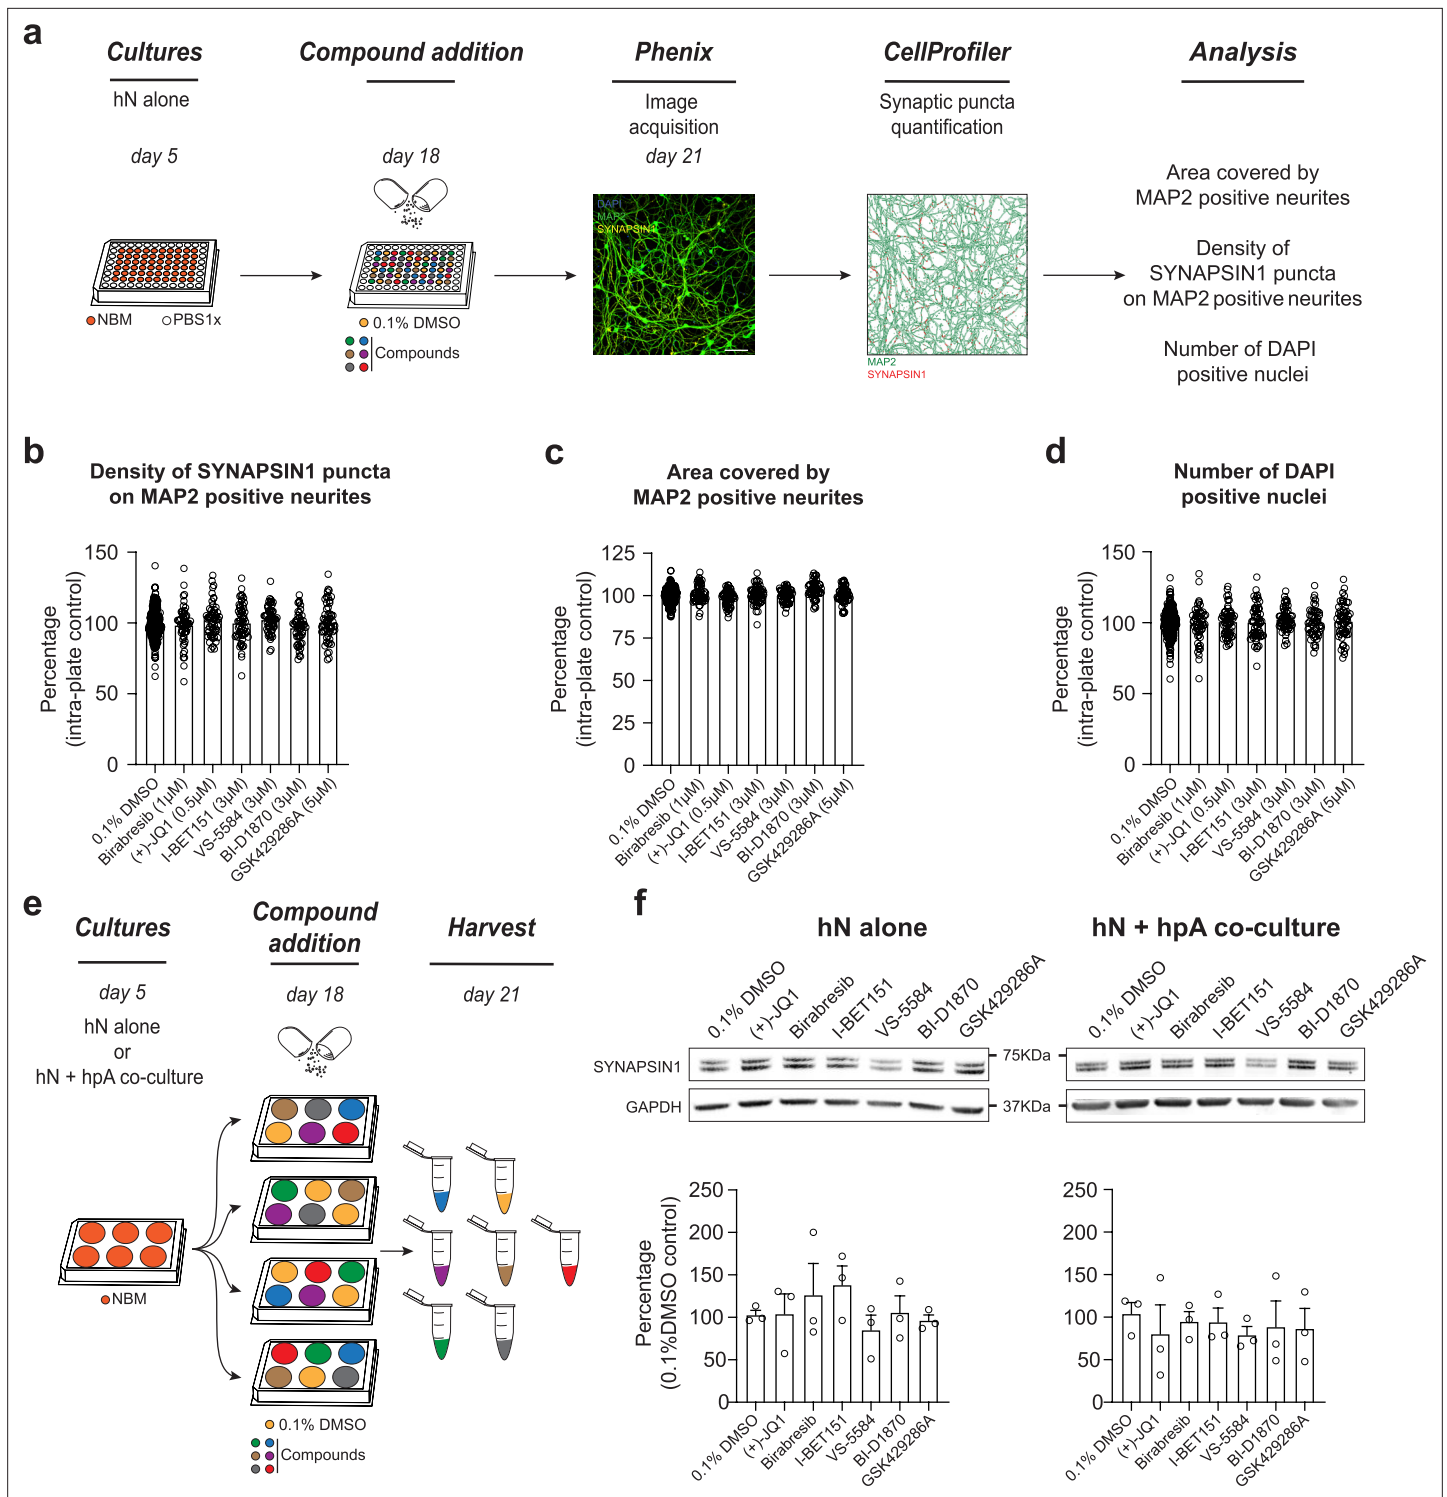 a
Cultures
hN alone
day 5
NBM
PBS1x
Compound addition
day 18
0.1% DMSO
Compounds
Phenix
Image
acquisition
day 21
DAPI
MAP2
SYNAPSIN1
CellProfiler
Synaptic puncta
quantification
MAP2
SYNAPSIN1
Analysis
Area covered by
MAP2 positive neurites
Density of
SYNAPSIN1 puncta
on MAP2 positive neurites
Number of DAPI
positive nuclei
b
Density of SYNAPSIN1 puncta
on MAP2 positive neurites
Percentage
(intra-plate control)
150
100
50
0
0.1% DMSO
Birabresib (1µM)
(+)-JQ1 (0.5µM)
I-BET151 (3µM)
VS-5584 (3µM)
BI-D1870 (3µM)
GSK429286A (5µM)
c
Area covered by
MAP2 positive neurites
Percentage
(intra-plate control)
125
100
75
50
25
0
0.1% DMSO
Birabresib (1µM)
(+)-JQ1 (0.5µM)
I-BET151 (3µM)
VS-5584 (3µM)
BI-D1870 (3µM)
GSK429286A (5µM)
d
Number of DAPI
positive nuclei
Percentage
(intra-plate control)
150
100
50
0
0.1% DMSO
Birabresib (1µM)
(+)-JQ1 (0.5µM)
I-BET151 (3µM)
VS-5584 (3µM)
BI-D1870 (3µM)
GSK429286A (5µM)
e
Cultures
day 5
hN alone
or
hN + hpA co-culture
NBM
Compound
addition
day 18
0.1% DMSO
Compounds
Harvest
day 21
f
hN alone
0.1% DMSO
(+)-JQ1
Birabresib
I-BET151
VS-5584
BI-D1870
GSK429286A
SYNAPSIN1
GAPDH
75KDa
37KDa
hN + hpA co-culture
0.1% DMSO
(+)-JQ1
Birabresib
I-BET151
VS-5584
BI-D1870
GSK429286A
Percentage
(0.1%DMSO control)
250
200
150
100
50
0
0.1% DMSO
(+)-JQ1
Birabresib
I-BET151
VS-5584
BI-D1870
GSK429286A
250
200
150
100
50
0
0.1% DMSO
(+)-JQ1
Birabresib
I-BET151
VS-5584
BI-D1870
GSK429286A